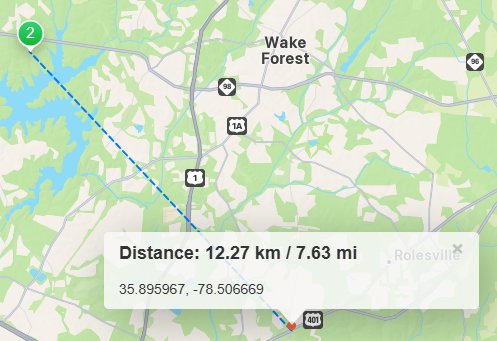 2
Wake
Forest
96
98
1A
1
Distance: 12.27 km / 7.63 mi
×
Rolesville
35.895967, -78.506669
401